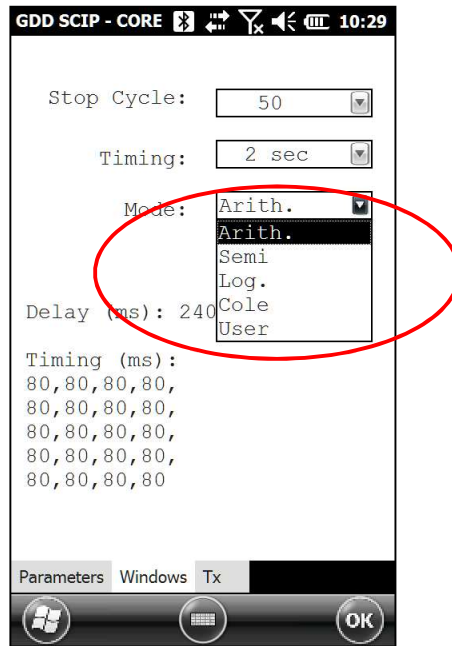 GDD SCIP - CORE 10:29
Stop Cycle: 50
Timing: 2 sec
Mode: Arith.
Arith.
Semi
Log.
Cole
User
Delay (ms): 240
Timing (ms):
80,80,80,80,
80,80,80,80,
80,80,80,80,
80,80,80,80,
80,80,80,80
Parameters Windows Tx
OK